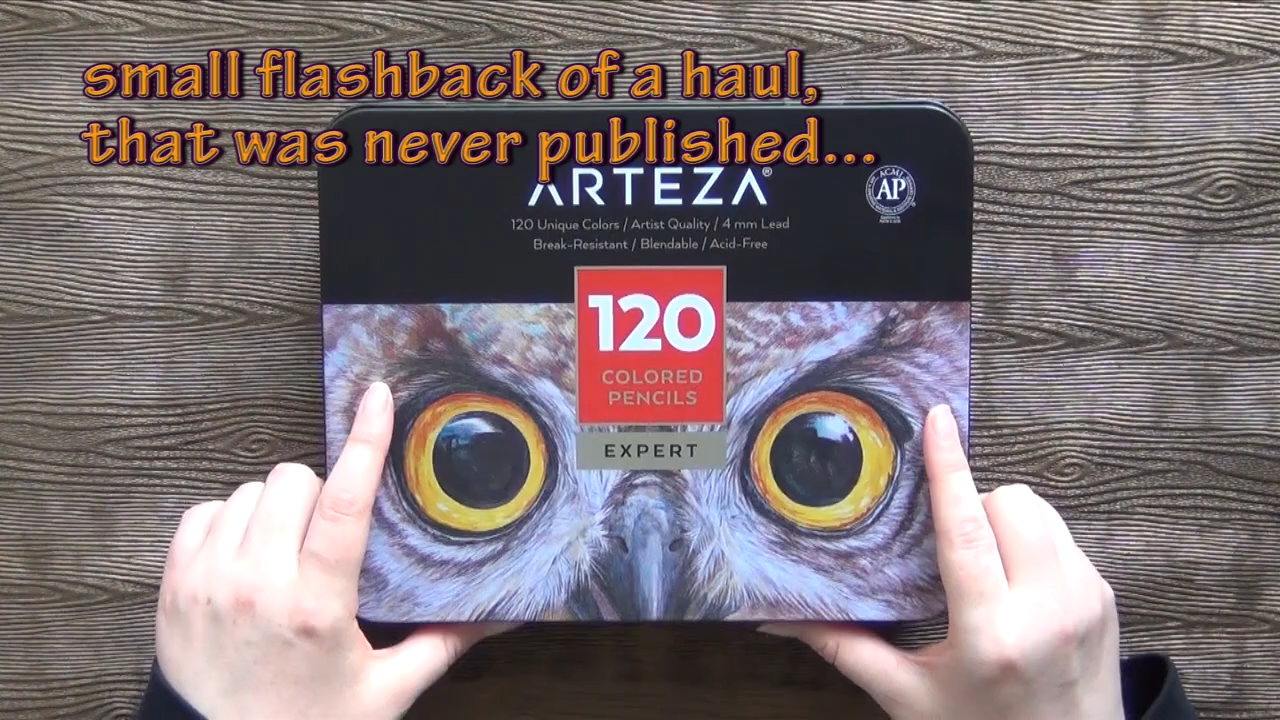 small flashback of a haul,
that was never published...
ARTEZA®
ACMI
AP
120 Unique Colors / Artist Quality / 4 mm Lead
Break-Resistant / Blendable / Acid-Free
120
COLORED
PENCILS
EXPERT